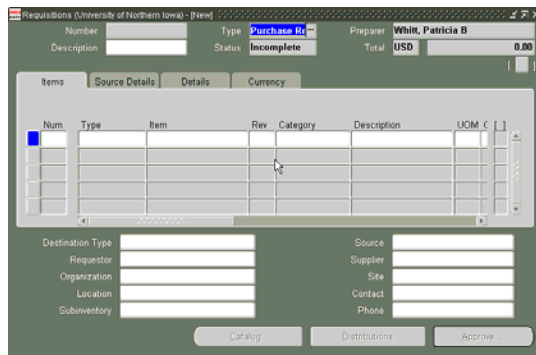 Requisitions (University of Northern Iowa) - [New]
Number Type Purchase Re Preparer Whitt, Patricia B
Description Status Incomplete Total USD 0.00
[ ]
Items Source Details Details Currency
Num Type Item Rev Category Description UOM [ ]
Destination Type Source
Requestor Supplier
Organization Site
Location Contact
Subinventory Phone
Catalog... Distributions Approve...